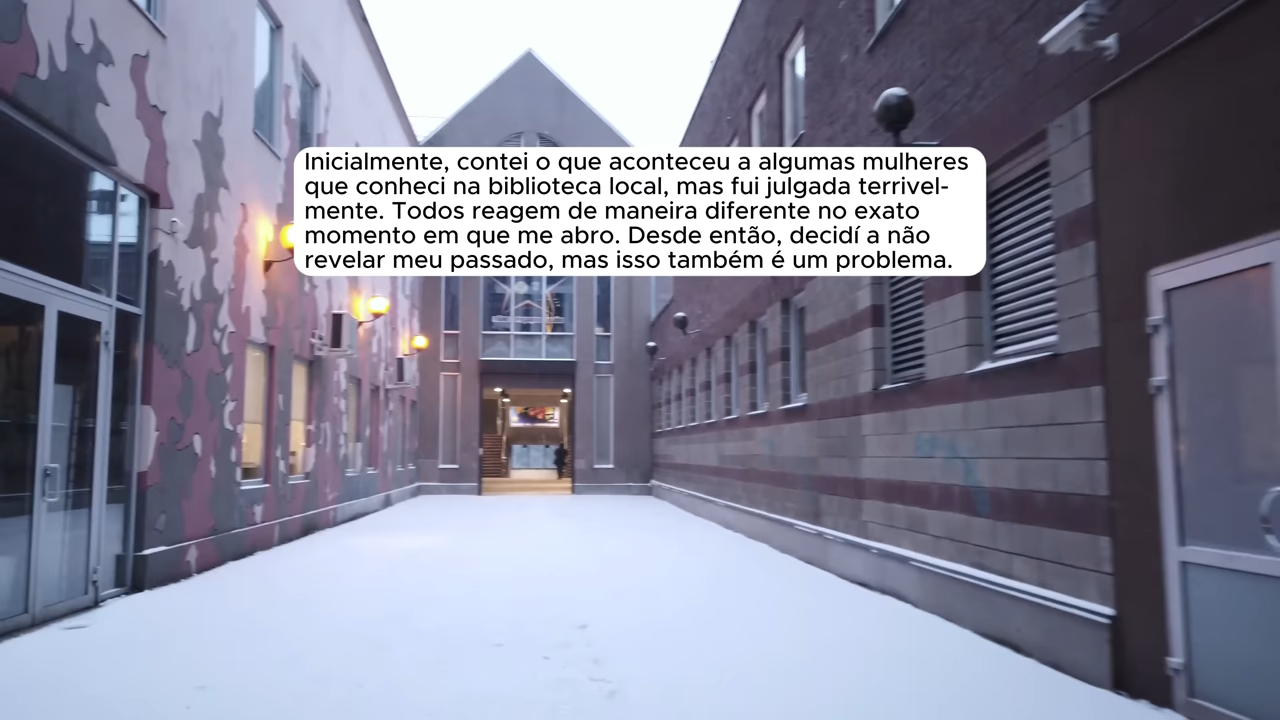 Inicialmente, contei o que aconteceu a algumas mulheres
que conheci na biblioteca local, mas fui julgada terrivel-
mente. Todos reagem de maneira diferente no exato
momento em que me abro. Desde então, decidí a não
revelar meu passado, mas isso também é um problema.